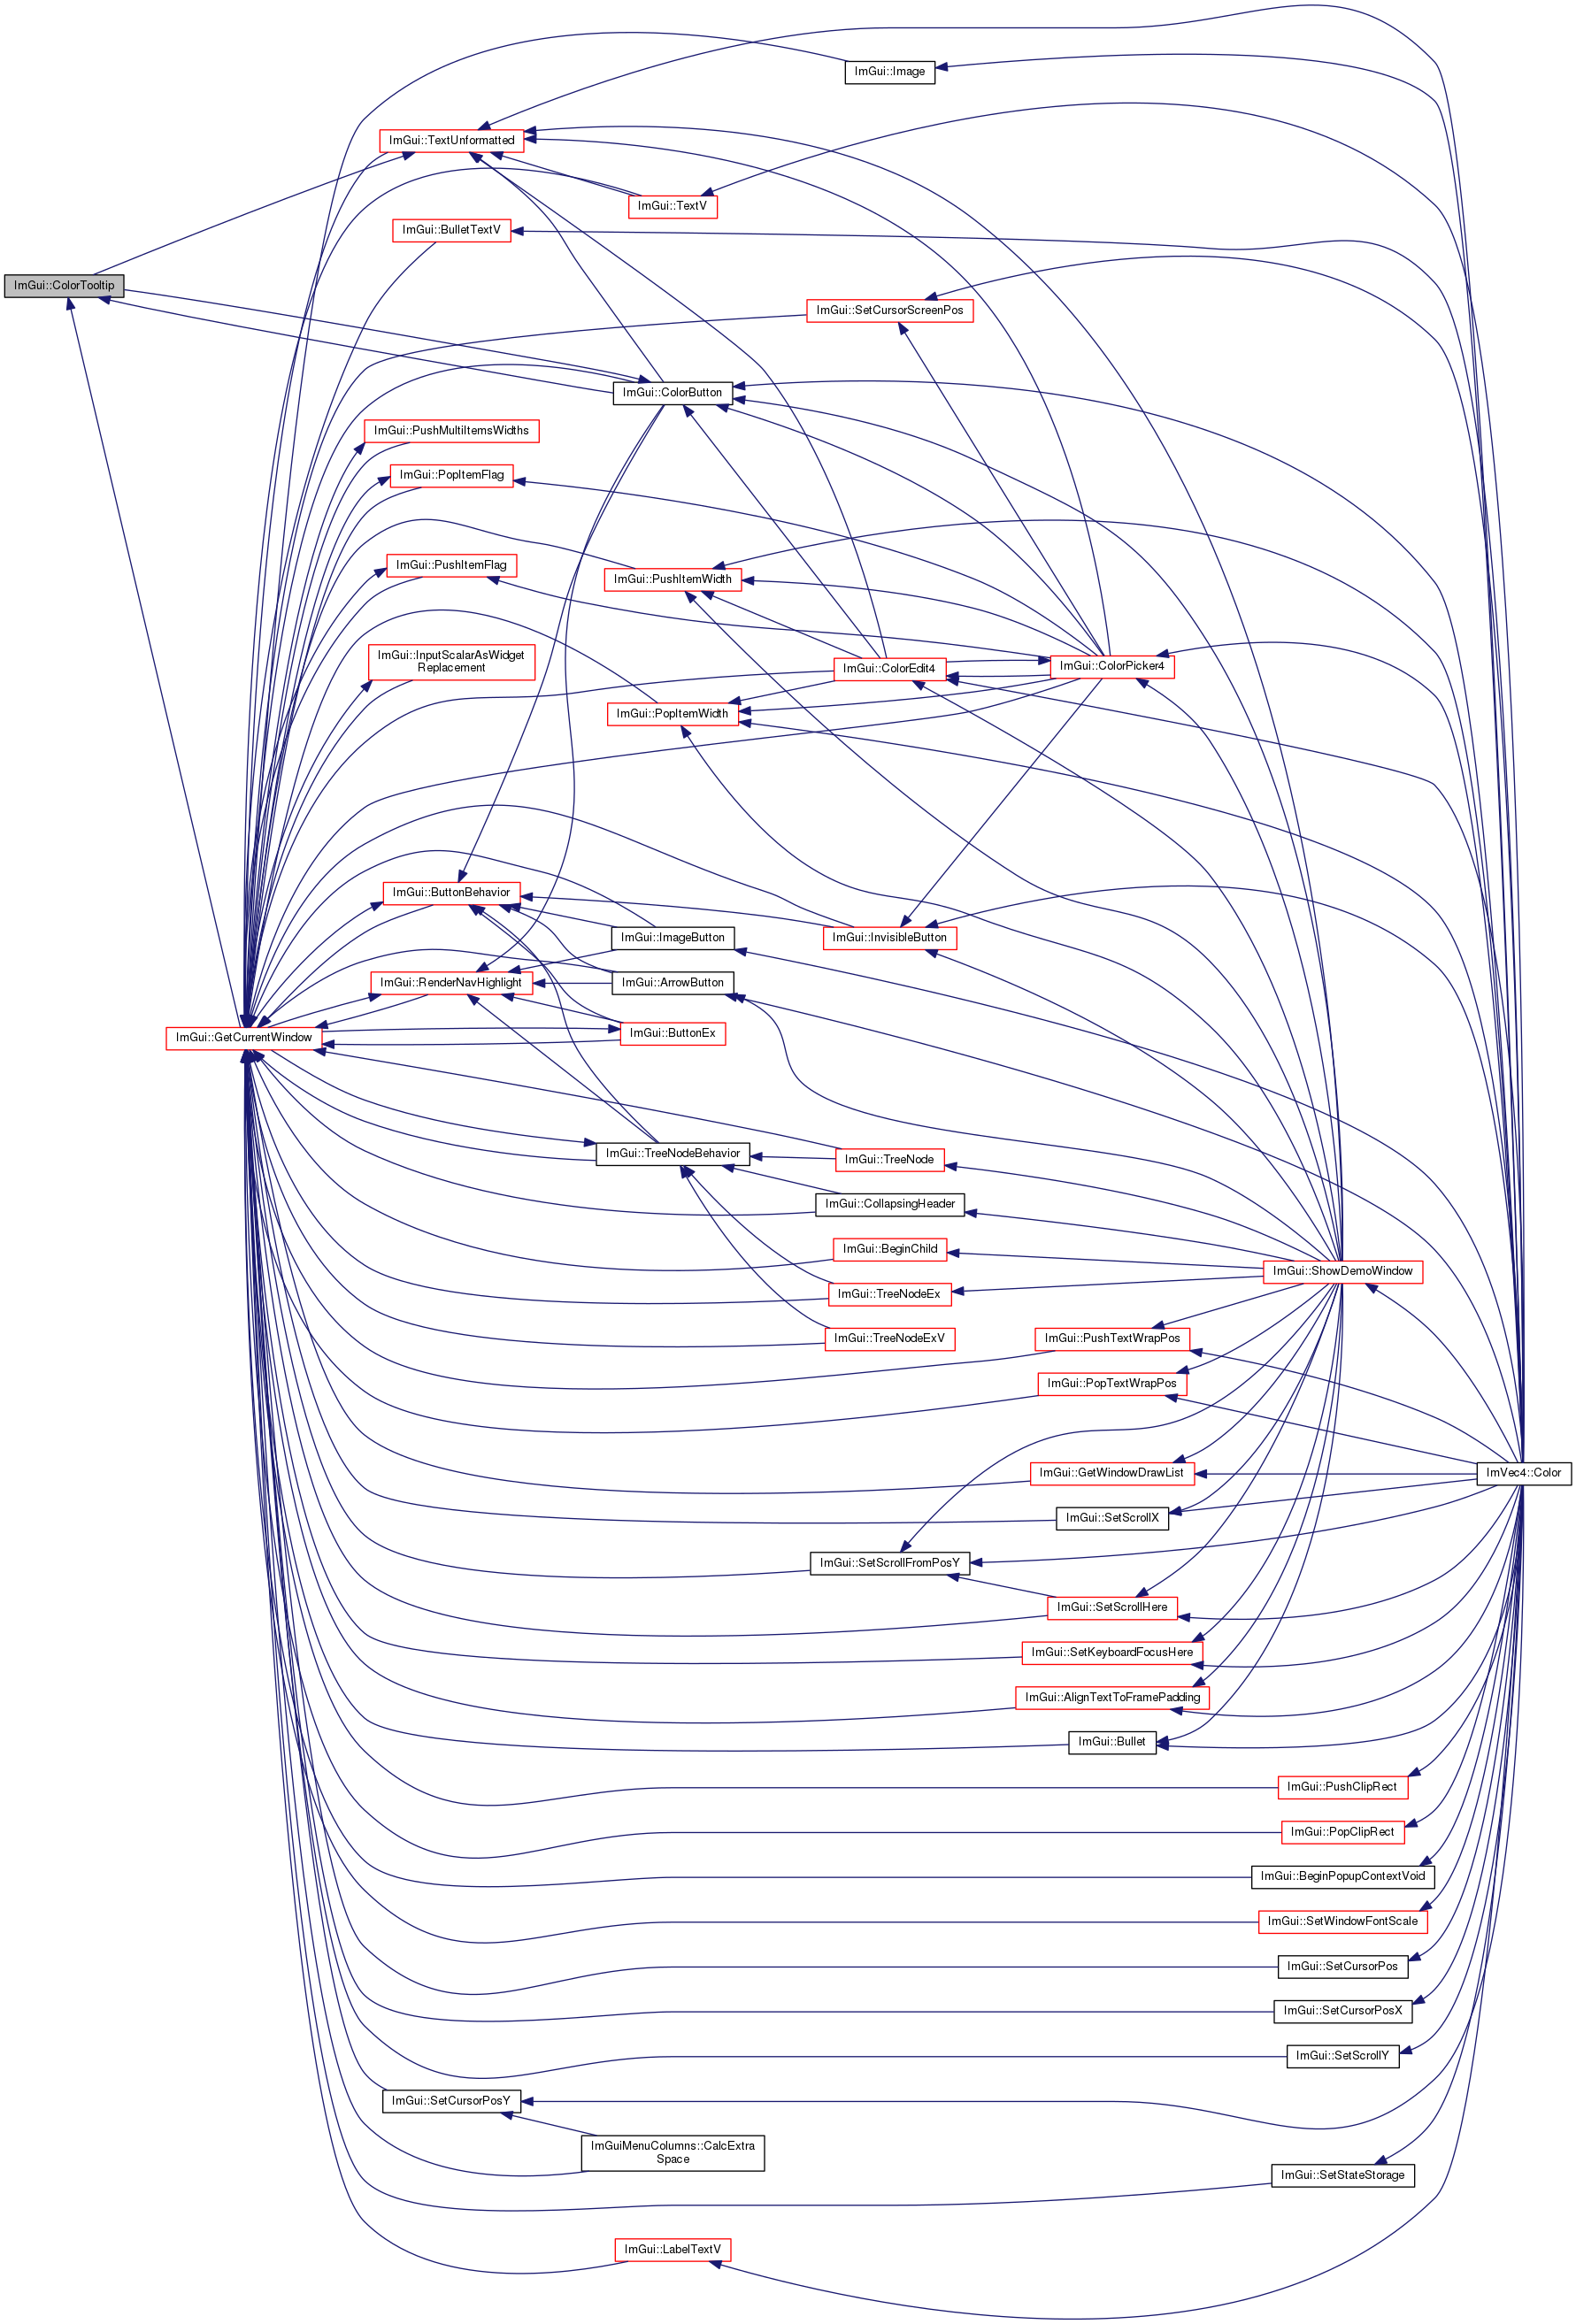 ImGui::Image
ImGui::TextUnformatted
ImGui::TextV
ImGui::BulletTextV
ImGui::ColorTooltip
ImGui::SetCursorScreenPos
ImGui::ColorButton
ImGui::PushMultiItemsWidths
ImGui::PopItemFlag
ImGui::PushItemFlag
ImGui::PushItemWidth
ImGui::InputScalarAsWidget
Replacement
ImGui::ColorEdit4
ImGui::ColorPicker4
ImGui::PopItemWidth
ImGui::ButtonBehavior
ImGui::ImageButton
ImGui::InvisibleButton
ImGui::RenderNavHighlight
ImGui::ArrowButton
ImGui::GetCurrentWindow
ImGui::ButtonEx
ImGui::TreeNodeBehavior
ImGui::TreeNode
ImGui::CollapsingHeader
ImGui::BeginChild
ImGui::ShowDemoWindow
ImGui::TreeNodeEx
ImGui::TreeNodeExV
ImGui::PushTextWrapPos
ImGui::PopTextWrapPos
ImGui::GetWindowDrawList
ImVec4::Color
ImGui::SetScrollX
ImGui::SetScrollFromPosY
ImGui::SetScrollHere
ImGui::SetKeyboardFocusHere
ImGui::AlignTextToFramePadding
ImGui::Bullet
ImGui::PushClipRect
ImGui::PopClipRect
ImGui::BeginPopupContextVoid
ImGui::SetWindowFontScale
ImGui::SetCursorPos
ImGui::SetCursorPosX
ImGui::SetScrollY
ImGui::SetCursorPosY
ImGuiMenuColumns::CalcExtra
Space
ImGui::SetStateStorage
ImGui::LabelTextV